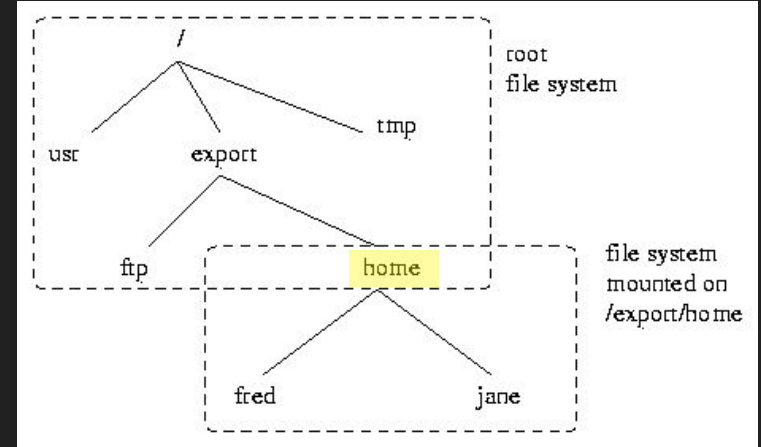 /
root
file system
usr
export
tmp
ftp
home
file system
mounted on
/export/home
fred
jane